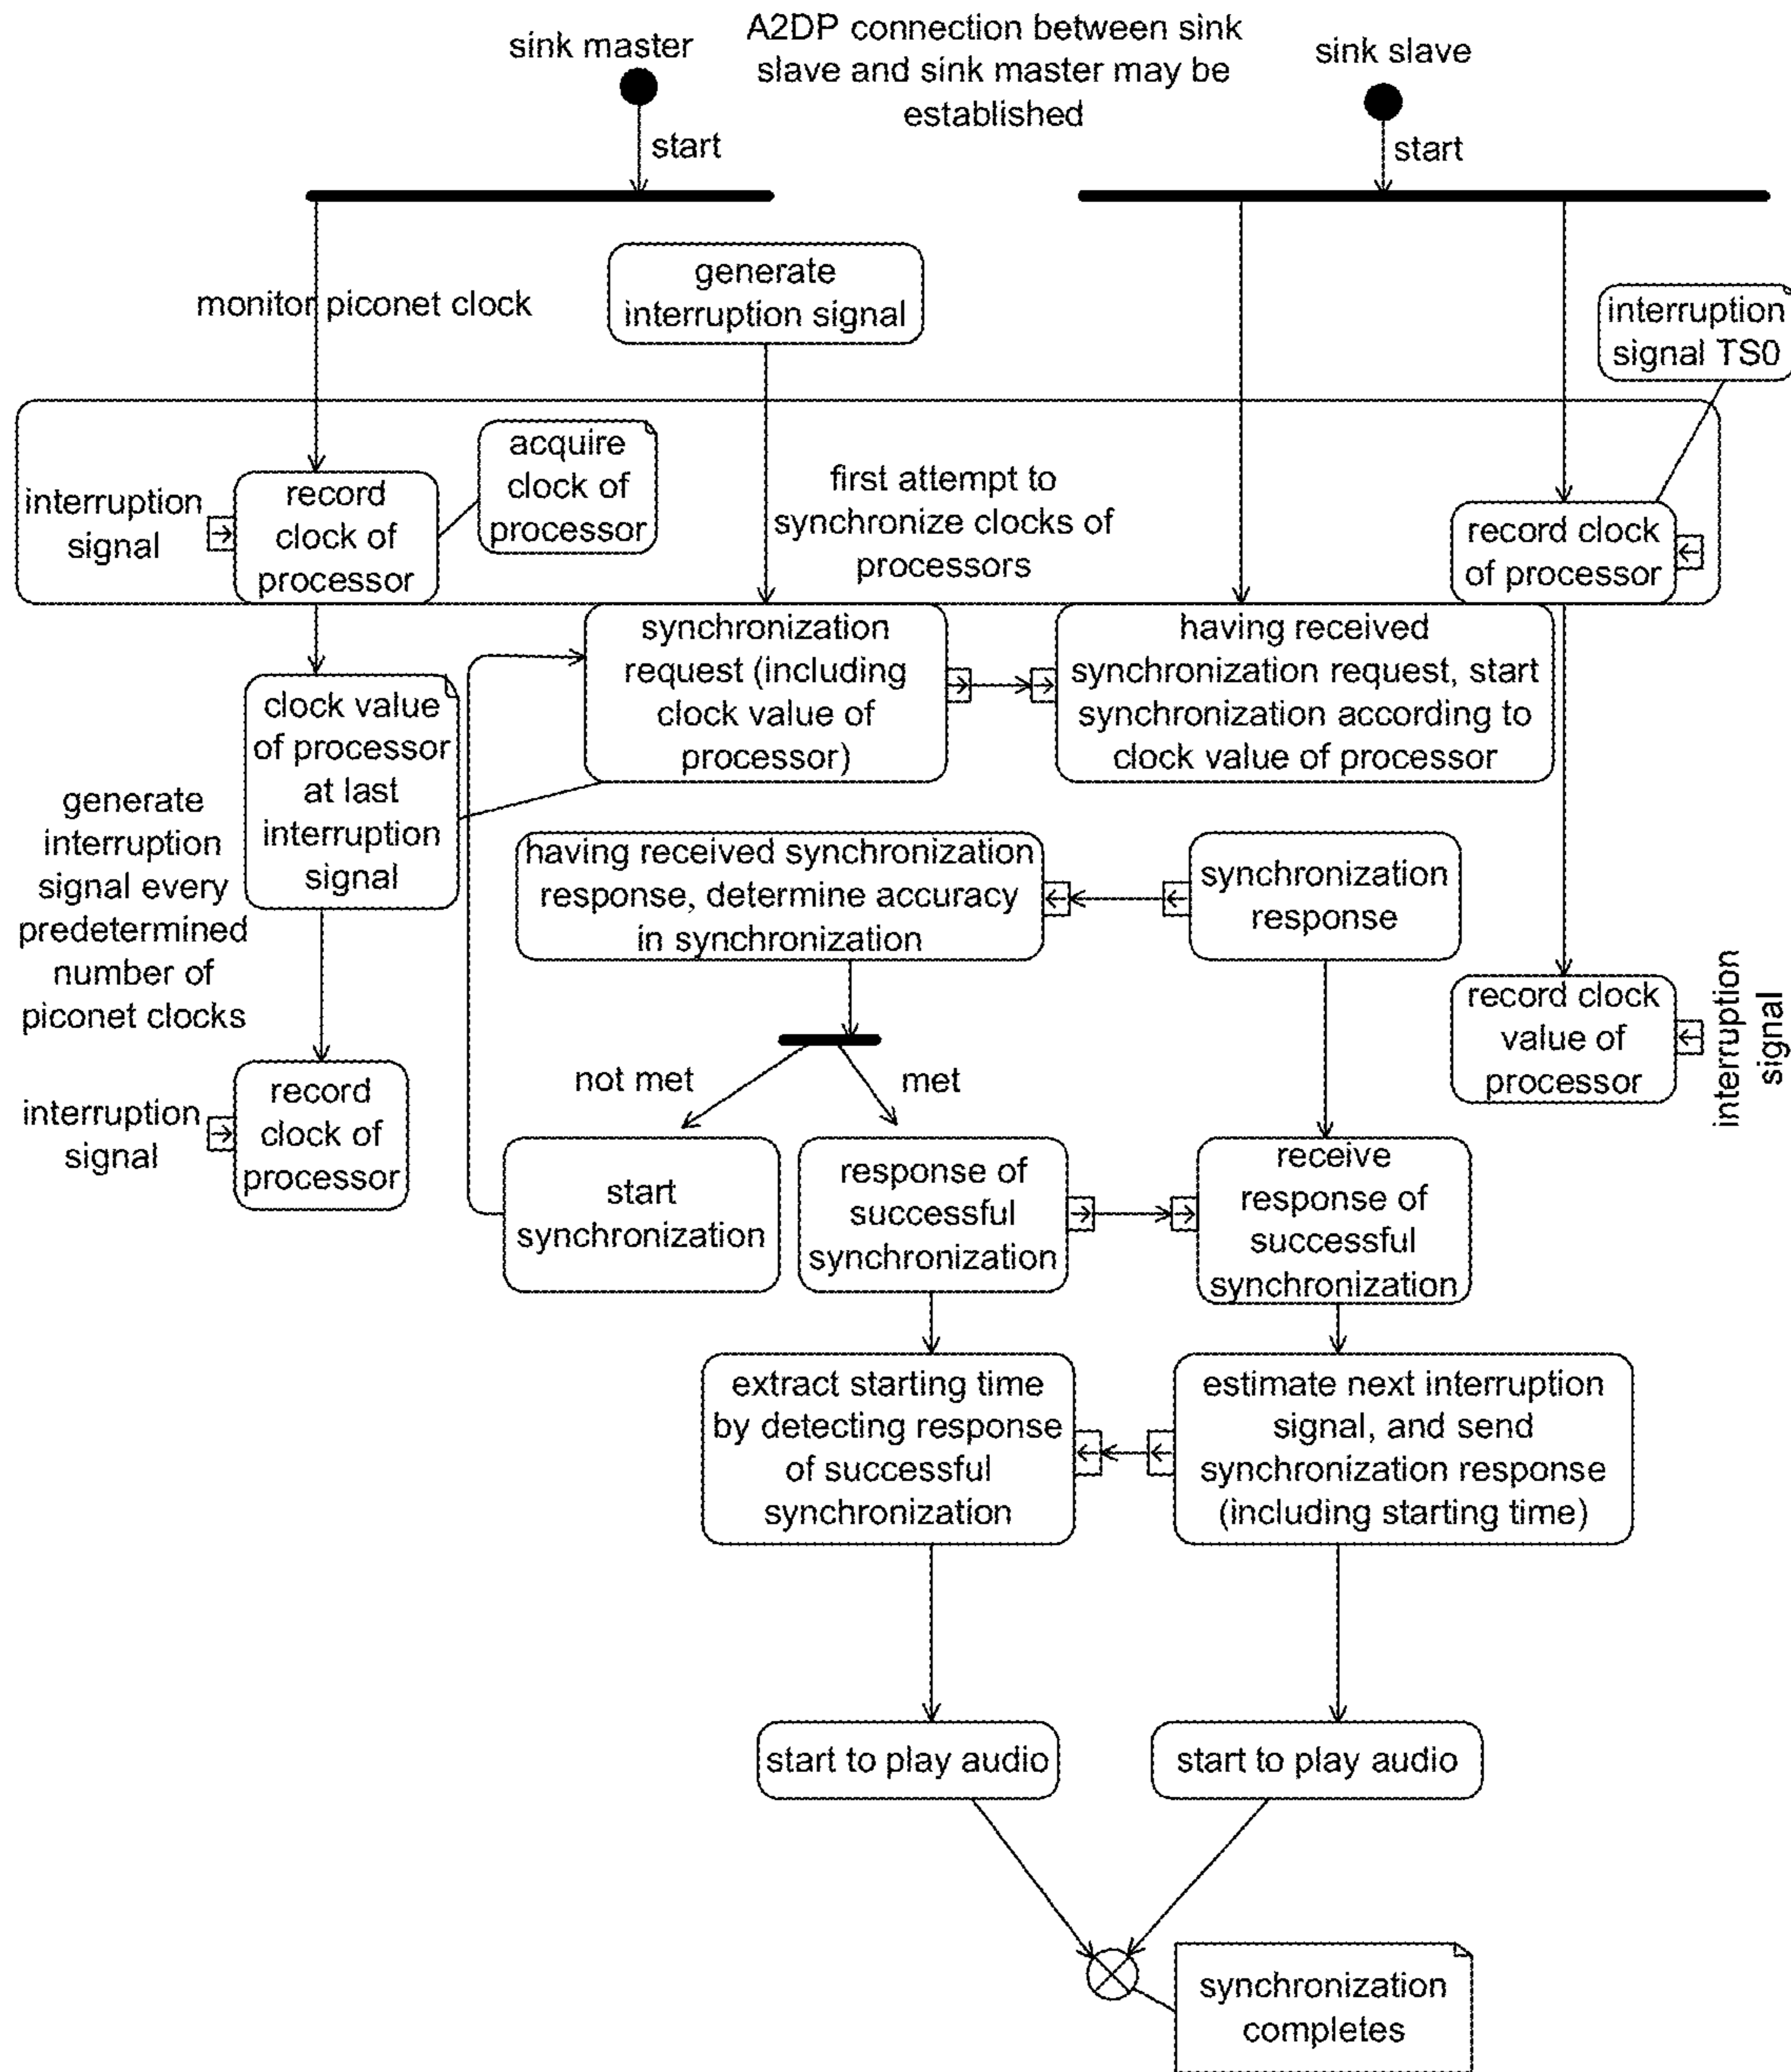 A2DP connection between sink
slave and sink master may be
established
sink master
start
sink slave
start
monitor piconet clock
generate
interruption signal
interruption
signal TS0
interruption
signal
record
clock of
processor
acquire
clock of
processor
first attempt to
synchronize clocks of
processors
record clock
of processor
synchronization
request (including
clock value of
processor)
having received
synchronization request, start
synchronization according to
clock value of processor
clock value
of processor
at last
interruption
signal
generate
interruption
signal every
predetermined
number of
piconet clocks
having received synchronization
response, determine accuracy
in synchronization
synchronization
response
record clock
value of
processor
interruption
signal
not met
met
interruption
signal
record
clock of
processor
start
synchronization
response of
successful
synchronization
receive
response of
successful
synchronization
extract starting time
by detecting response
of successful
synchronization
estimate next interruption
signal, and send
synchronization response
(including starting time)
start to play audio
start to play audio
synchronization
completes